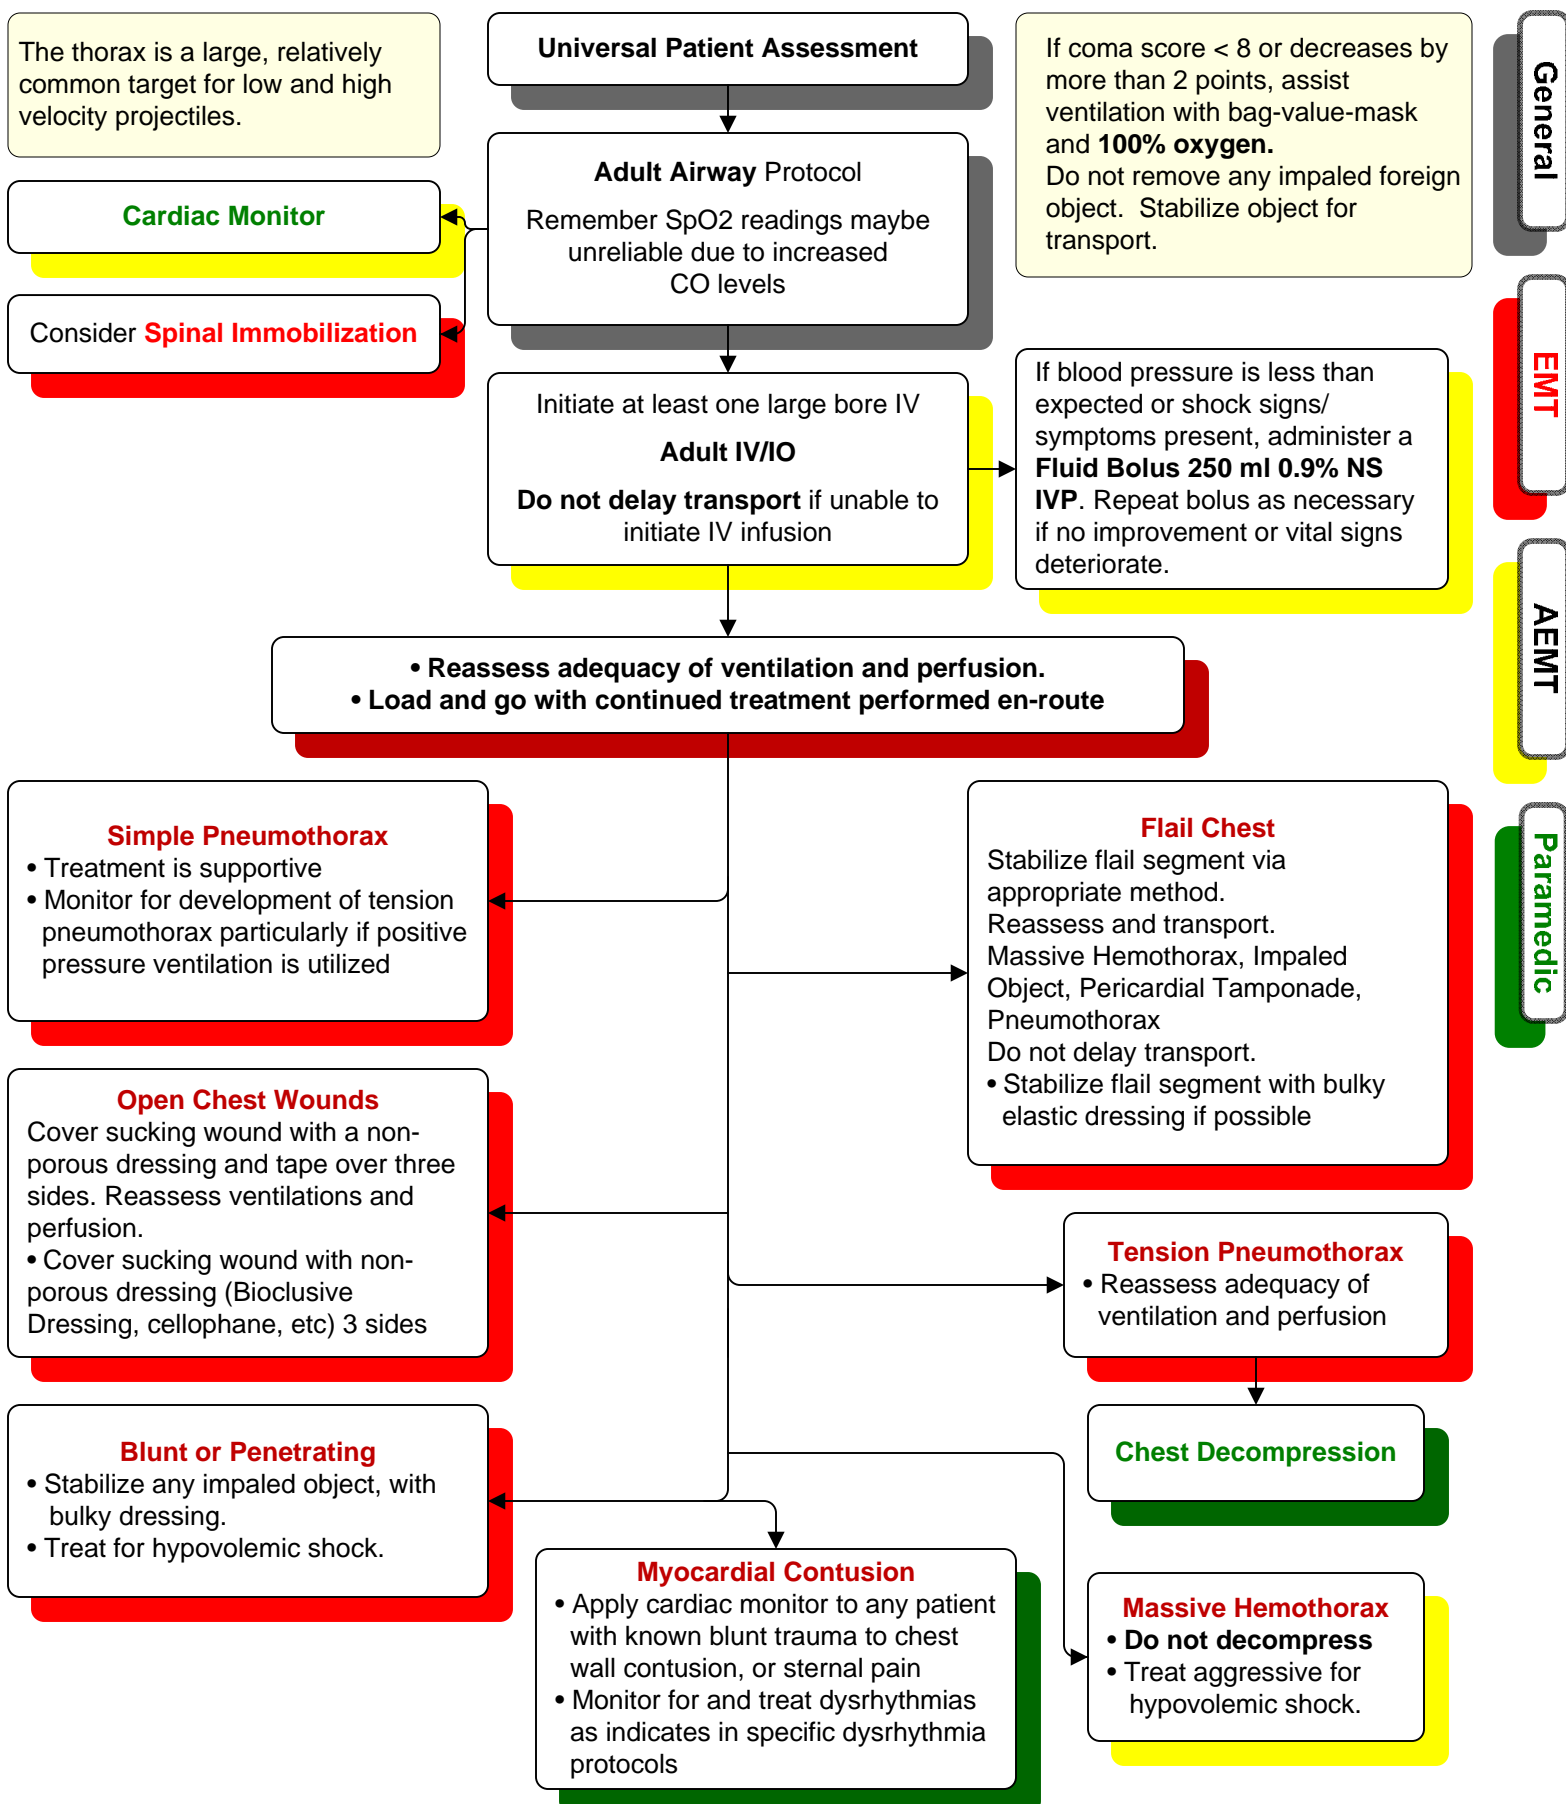 The thorax is a large, relatively
common target for low and high
velocity projectiles.
Universal Patient Assessment
If coma score < 8 or decreases by
more than 2 points, assist
ventilation with bag-value-mask
and 100% oxygen.
Do not remove any impaled foreign
object.  Stabilize object for
transport.
General
Adult Airway Protocol
Remember SpO2 readings maybe
unreliable due to increased
CO levels
Cardiac Monitor
Consider Spinal Immobilization
EMT
Initiate at least one large bore IV
Adult IV/IO
Do not delay transport if unable to
initiate IV infusion
If blood pressure is less than
expected or shock signs/
symptoms present, administer a
Fluid Bolus 250 ml 0.9% NS
IVP. Repeat bolus as necessary
if no improvement or vital signs
deteriorate.
AEMT
• Reassess adequacy of ventilation and perfusion.
• Load and go with continued treatment performed en-route
Paramedic
Simple Pneumothorax
• Treatment is supportive
• Monitor for development of tension
pneumothorax particularly if positive
pressure ventilation is utilized
Flail Chest
Stabilize flail segment via
appropriate method.
Reassess and transport.
Massive Hemothorax, Impaled
Object, Pericardial Tamponade,
Pneumothorax
Do not delay transport.
• Stabilize flail segment with bulky
elastic dressing if possible
Open Chest Wounds
Cover sucking wound with a non-
porous dressing and tape over three
sides. Reassess ventilations and
perfusion.
• Cover sucking wound with non-
porous dressing (Bioclusive
Dressing, cellophane, etc) 3 sides
Tension Pneumothorax
• Reassess adequacy of
ventilation and perfusion
Chest Decompression
Blunt or Penetrating
• Stabilize any impaled object, with
bulky dressing.
• Treat for hypovolemic shock.
Myocardial Contusion
• Apply cardiac monitor to any patient
with known blunt trauma to chest
wall contusion, or sternal pain
• Monitor for and treat dysrhythmias
as indicates in specific dysrhythmia
protocols
Massive Hemothorax
• Do not decompress
• Treat aggressive for
hypovolemic shock.